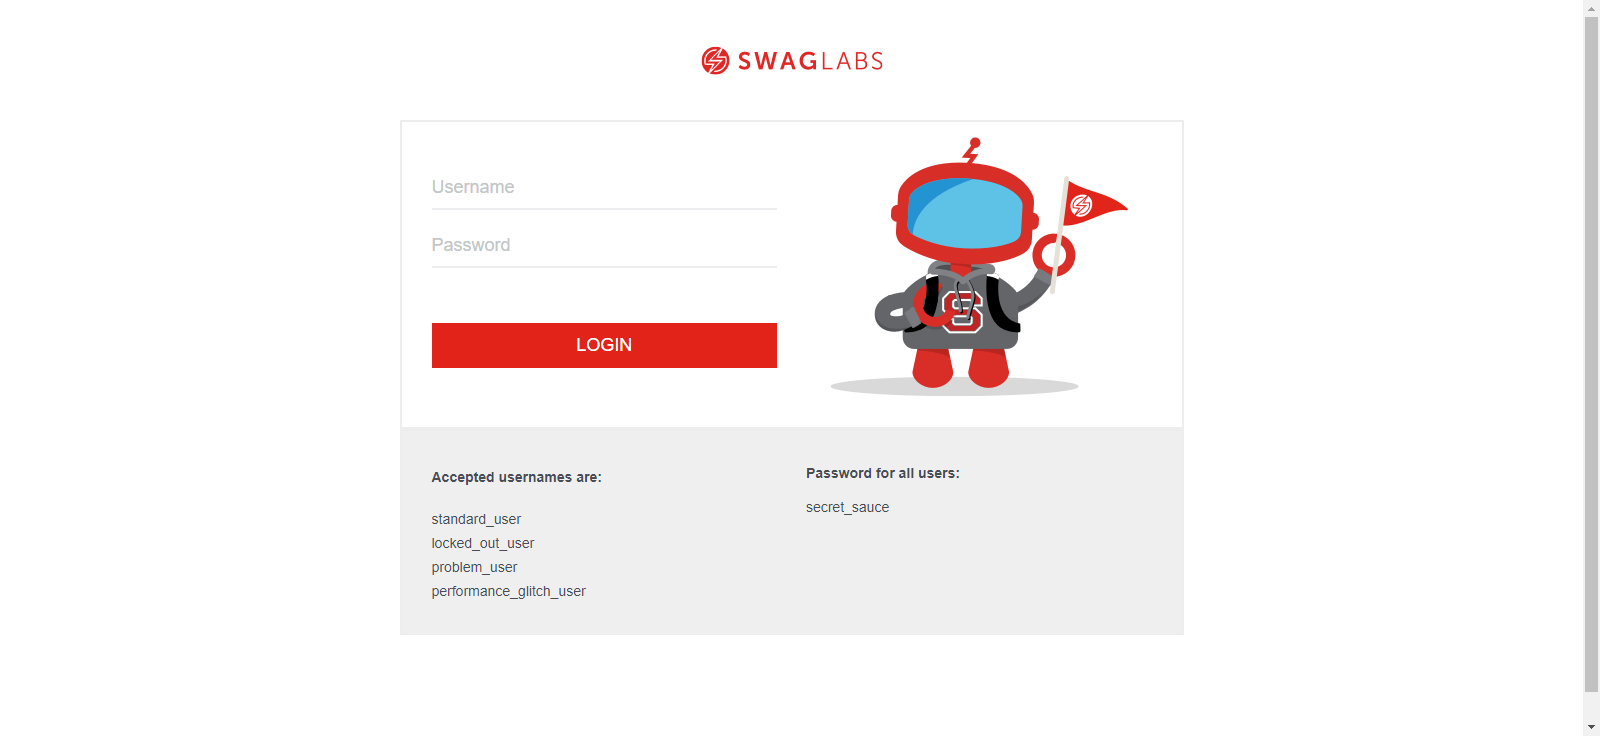 SWAGLABS
Username
Password
LOGIN
Accepted usernames are:
standard_user
locked_out_user
problem_user
performance_glitch_user
Password for all users:
secret_sauce
S